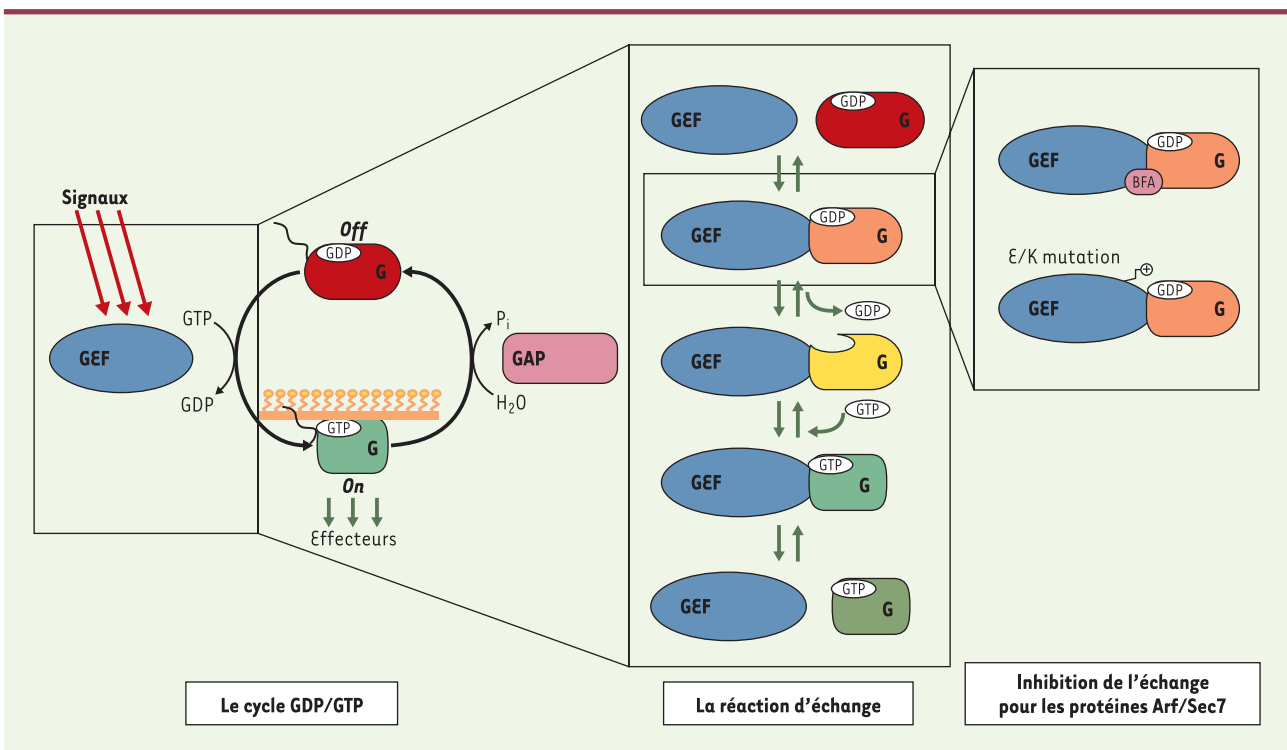 Signaux
GEF
GTP
GDP
Off
GDP
G
Pi
GAP
H2O
GTP
G
On
Effecteurs
Le cycle GDP/GTP
GEF
GDP
G
GEF
GDP
G
GDP
GEF
G
GTP
GEF
GTP
G
GEF
GTP
G
La réaction d’échange
GEF
GDP
G
BFA
E/K mutation
+
GEF
GDP
G
Inhibition de l’échange
pour les protéines Arf/Sec7